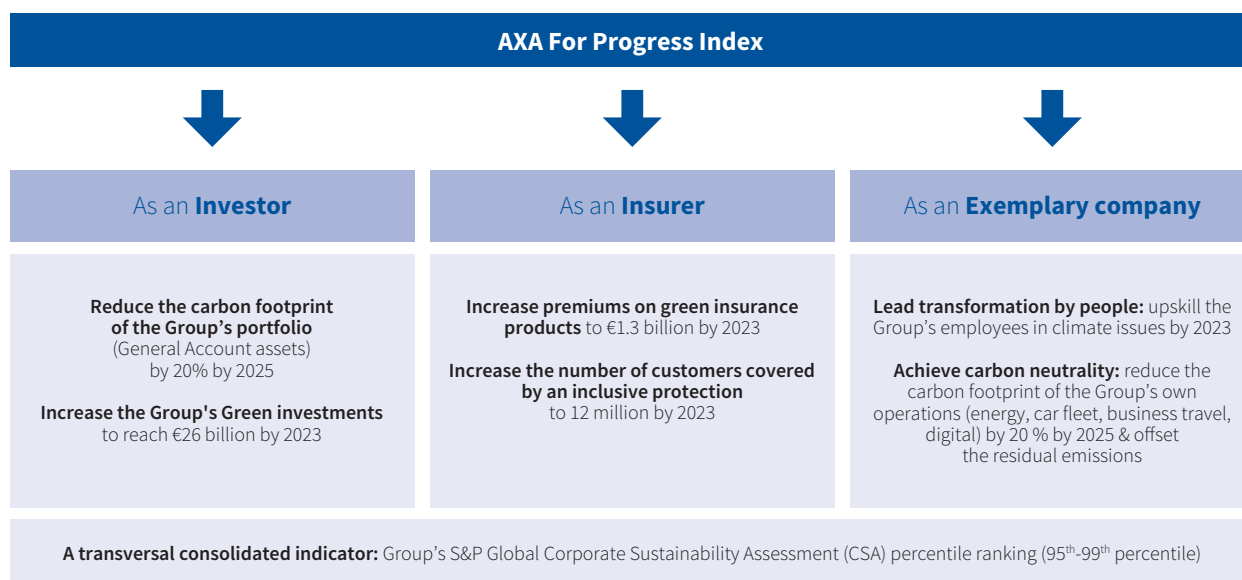 AXA For Progress Index
As an Investor
Reduce the carbon footprint
of the Group's portfolio
(General Account assets)
by 20% by 2025
Increase the Group's Green investments
to reach €26 billion by 2023
As an Insurer
Increase premiums on green insurance
products to €1.3 billion by 2023
Increase the number of customers covered
by an inclusive protection
to 12 million by 2023
As an Exemplary company
Lead transformation by people: upskill the
Group's employees in climate issues by 2023
Achieve carbon neutrality: reduce the
carbon footprint of the Group's own
operations (energy, car fleet, business travel,
digital) by 20 % by 2025 & offset
the residual emissions
A transversal consolidated indicator: Group's S&P Global Corporate Sustainability Assessment (CSA) percentile ranking (95th-99th percentile)